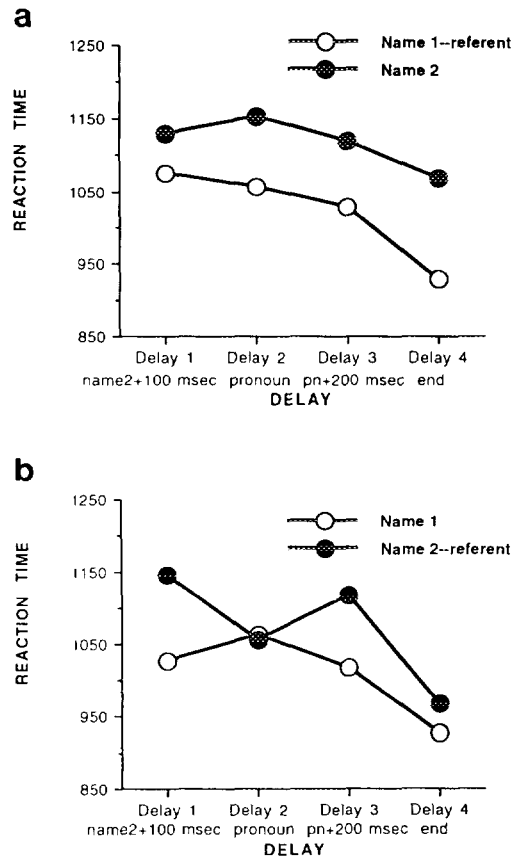 a
1250
1150
1050
950
850
REACTION TIME
Name 1--referent
Name 2
Delay 1 Delay 2 Delay 3 Delay 4
name2+100 msec pronoun pn+200 msec end
DELAY
b
1250
1150
1050
950
850
REACTION TIME
Name 1
Name 2--referent
Delay 1 Delay 2 Delay 3 Delay 4
name2+100 msec pronoun pn+200 msec end
DELAY